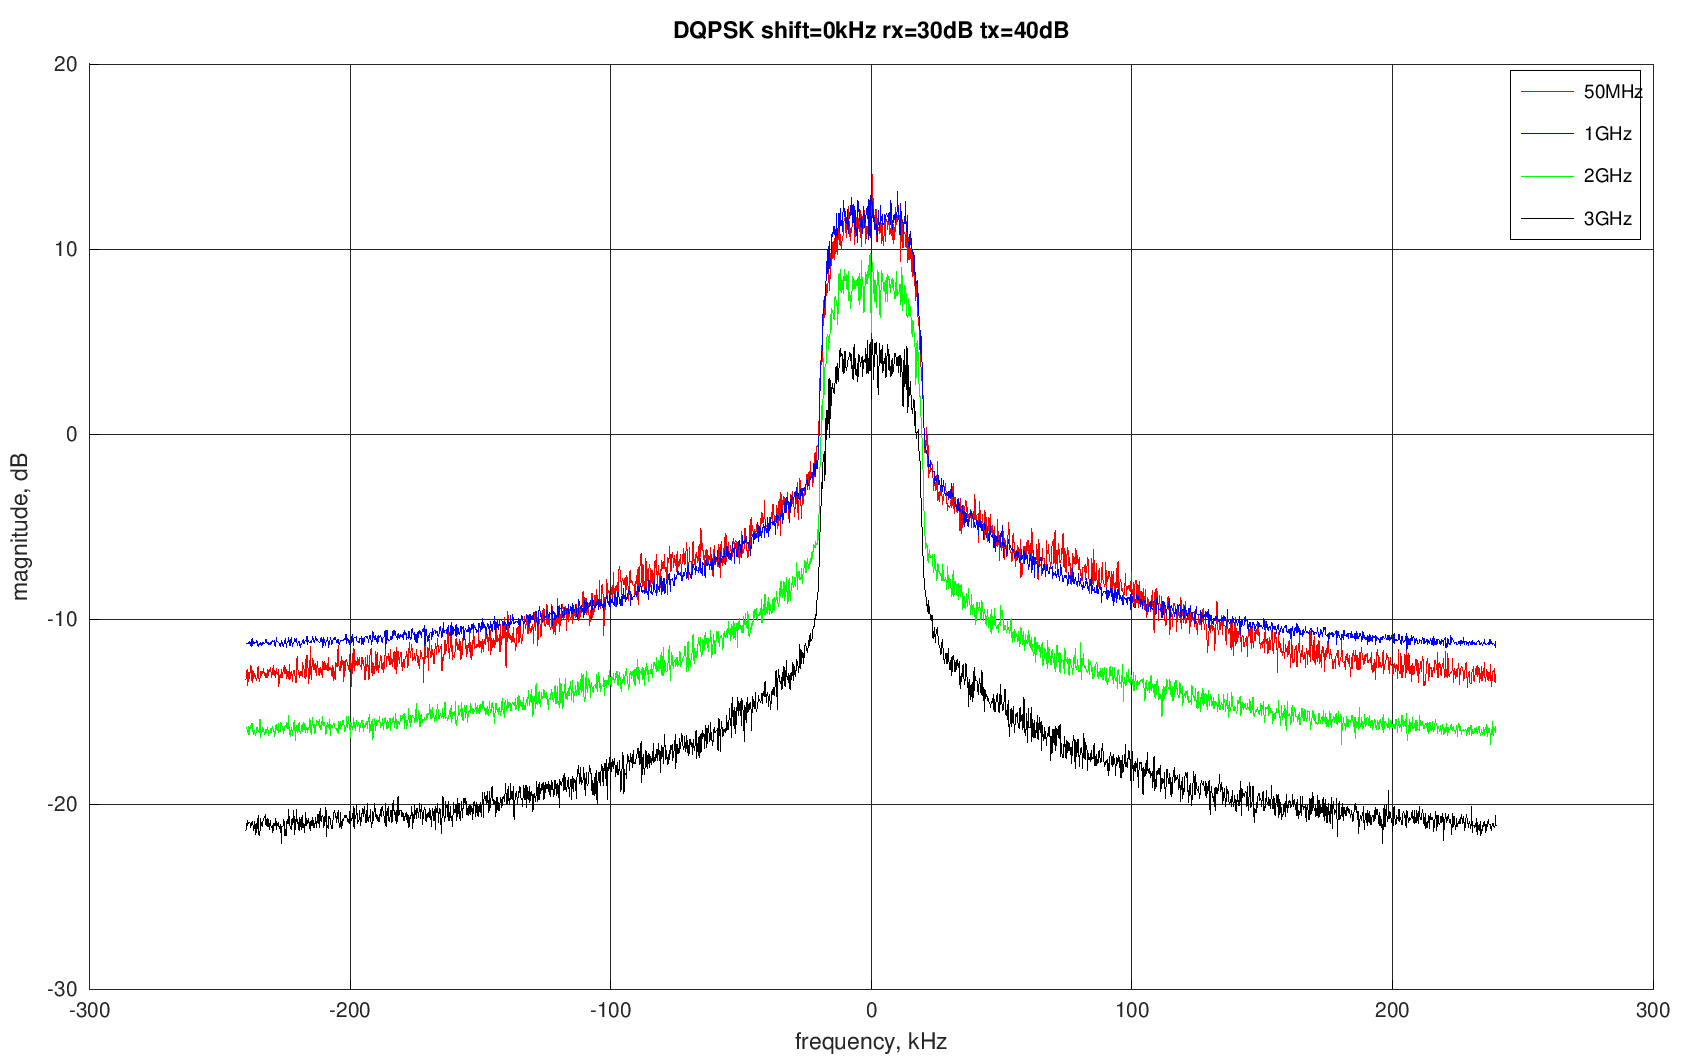 DQPSK shift=0kHz rx=30dB tx=40dB
20
10
0
-10
-20
-30
magnitude, dB
50MHz
1GHz
2GHz
3GHz
-300 -200 -100 0 100 200 300
frequency, kHz